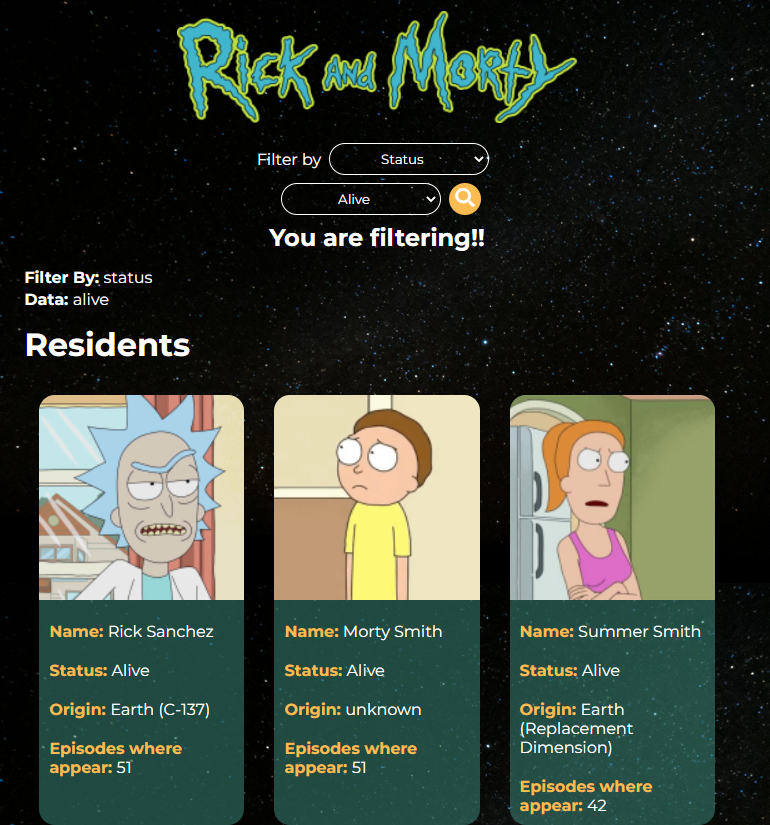 Rick and Morty
Filter by Status
Alive
You are filtering!!
Filter By: status
Data: alive
Residents
Name: Rick Sanchez
Status: Alive
Origin: Earth (C-137)
Episodes where
appear: 51
Name: Morty Smith
Status: Alive
Origin: unknown
Episodes where
appear: 51
Name: Summer Smith
Status: Alive
Origin: Earth
(Replacement
Dimension)
Episodes where
appear: 42